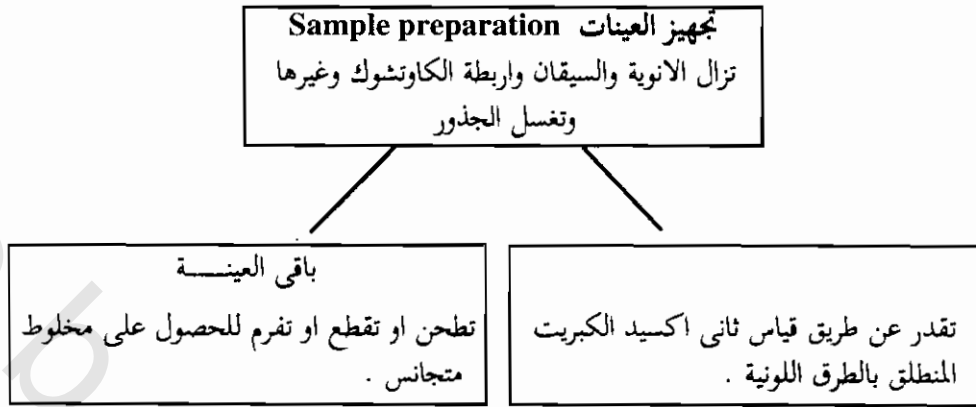 تجهيز العينات Sample preparation
تزال الانوية والسيقان واربطة الكاوتشوك وغيرها
وتغسل الجذور
تقدر عن طريق قياس ثانى اكسيد الكبريت
المنطلق بالطرق اللونية .
باقى العينـــــة
تطحن او تقطع او تفرم للحصول على مخلوط
متجانس .